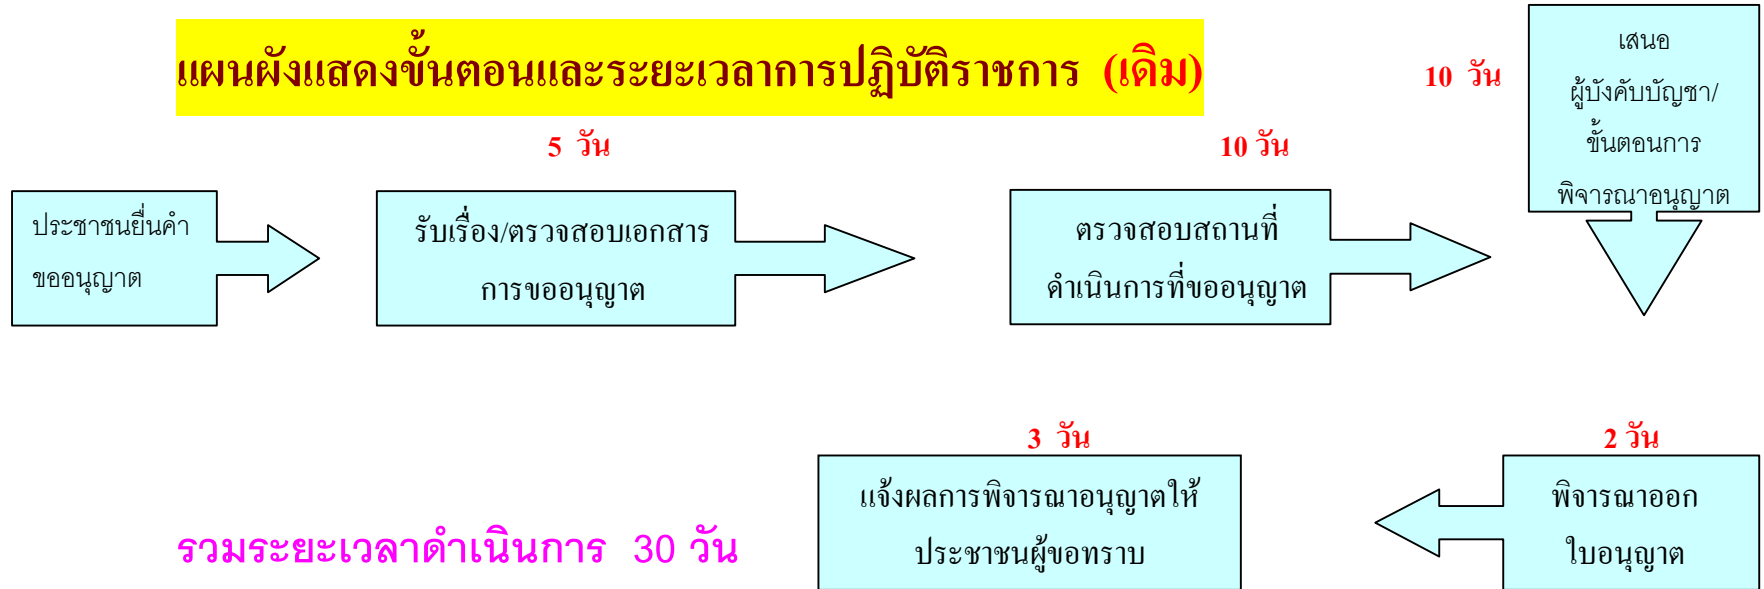 แผนผังแสดงขั้นตอนและระยะเวลาการปฏิบัติราชการ (เดิม)
5 วัน
10 วัน
10 วัน
ประชาชนยื่นคำ
ขออนุญาต
รับเรื่อง/ตรวจสอบเอกสาร
การขออนุญาต
ตรวจสอบสถานที่
ดำเนินการที่ขออนุญาต
เสนอ
ผู้บังคับบัญชา/
ขั้นตอนการ
พิจารณาอนุญาต
2 วัน
พิจารณาออก
ใบอนุญาต
3 วัน
แจ้งผลการพิจารณาอนุญาตให้
ประชาชนผู้ขอทราบ
รวมระยะเวลาดำเนินการ 30 วัน